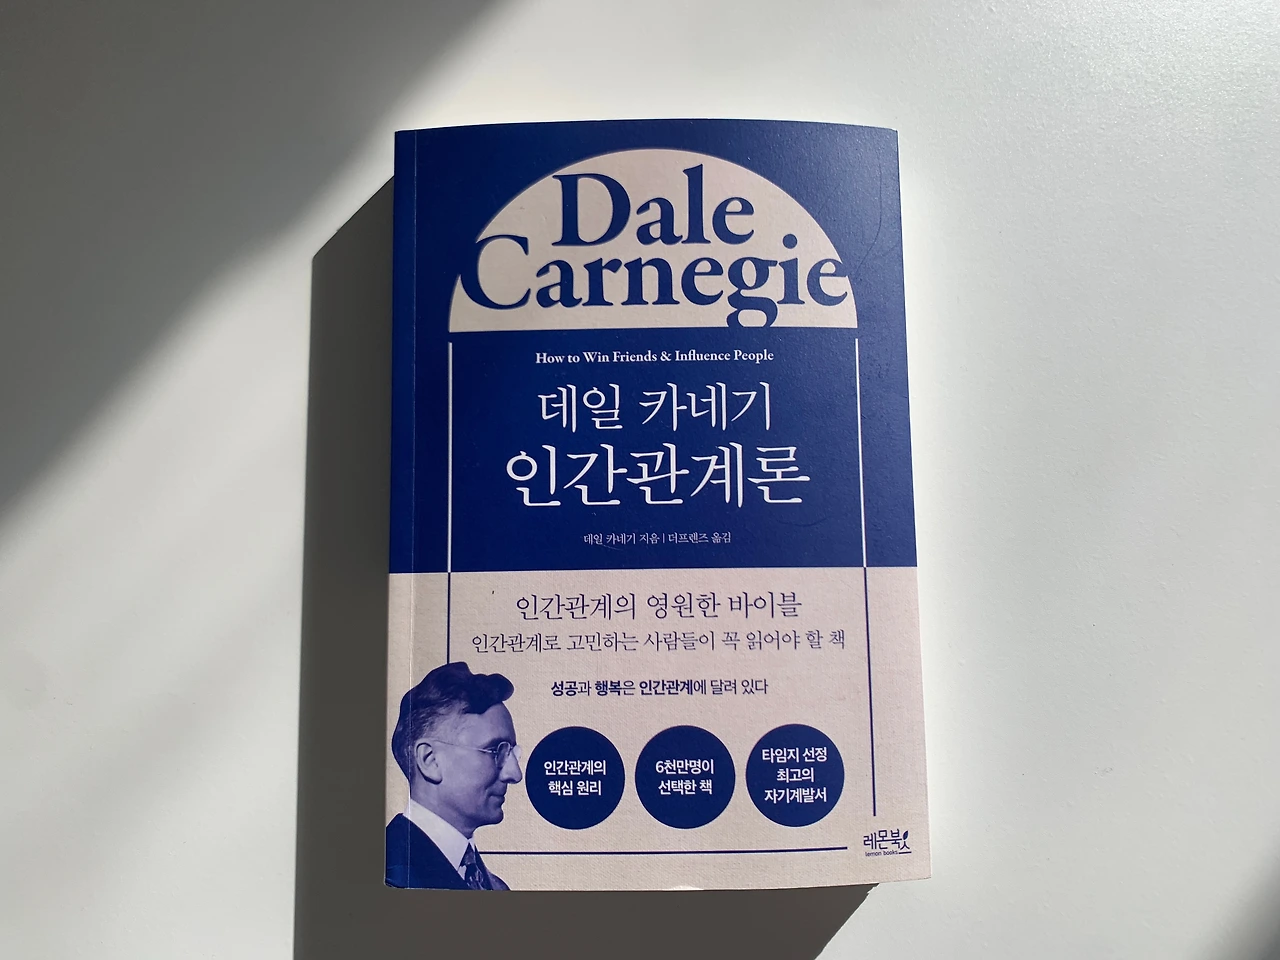 Dale
Carnegie
How to Win Friends & Influence People
데일 카네기
인간관계론
데일 카네기 지음 | 더프렌즈 옮김
인간관계의 영원한 바이블
인간관계로 고민하는 사람들이 꼭 읽어야 할 책
성공과 행복은 인간관계에 달려 있다
인간관계의
핵심 원리
6천만명이
선택한 책
타임지 선정
최고의
자기계발서
레몬북스
lemon books